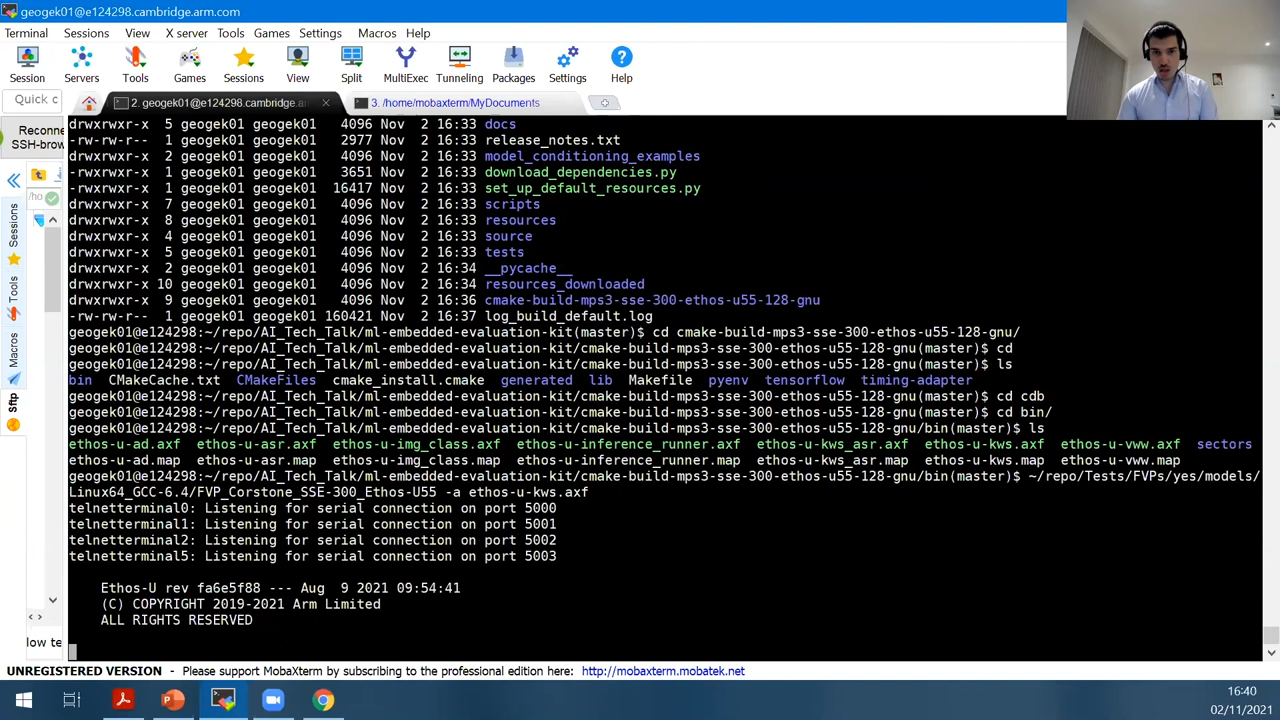 geogek01@e124298.cambridge.arm.com
Terminal Sessions View X server Tools Games Settings Macros Help
Session Servers Tools Games Sessions View Split MultiExec Tunneling Packages Settings Help
Quick c
2. geogek01@e124298.cambridge.ar
3. /home/mobaxterm/MyDocuments
Reconne
SSH-brow
/ho
Sessions
Tools
Macros
Sftp
low te
drwxrwxr-x 5 geogek01 geogek01 4096 Nov 2 16:33 docs
-rw-rw-r-- 1 geogek01 geogek01 2977 Nov 2 16:33 release_notes.txt
drwxrwxr-x 2 geogek01 geogek01 4096 Nov 2 16:33 model_conditioning_examples
-rwxrwxr-x 1 geogek01 geogek01 3651 Nov 2 16:33 download_dependencies.py
-rwxrwxr-x 1 geogek01 geogek01 16417 Nov 2 16:33 set_up_default_resources.py
drwxrwxr-x 7 geogek01 geogek01 4096 Nov 2 16:33 scripts
drwxrwxr-x 8 geogek01 geogek01 4096 Nov 2 16:33 resources
drwxrwxr-x 4 geogek01 geogek01 4096 Nov 2 16:33 source
drwxrwxr-x 5 geogek01 geogek01 4096 Nov 2 16:33 tests
drwxrwxr-x 2 geogek01 geogek01 4096 Nov 2 16:34 __pycache__
drwxrwxr-x 10 geogek01 geogek01 4096 Nov 2 16:34 resources_downloaded
drwxrwxr-x 9 geogek01 geogek01 4096 Nov 2 16:36 cmake-build-mps3-sse-300-ethos-u55-128-gnu
-rw-rw-r-- 1 geogek01 geogek01 160421 Nov 2 16:37 log_build_default.log
geogek01@e124298:~/repo/AI_Tech_Talk/ml-embedded-evaluation-kit(master)$ cd cmake-build-mps3-sse-300-ethos-u55-128-gnu/
geogek01@e124298:~/repo/AI_Tech_Talk/ml-embedded-evaluation-kit/cmake-build-mps3-sse-300-ethos-u55-128-gnu(master)$ cd
geogek01@e124298:~/repo/AI_Tech_Talk/ml-embedded-evaluation-kit/cmake-build-mps3-sse-300-ethos-u55-128-gnu(master)$ ls
bin CMakeCache.txt CMakeFiles cmake_install.cmake generated lib Makefile pyenv tensorflow timing-adapter
geogek01@e124298:~/repo/AI_Tech_Talk/ml-embedded-evaluation-kit/cmake-build-mps3-sse-300-ethos-u55-128-gnu(master)$ cd cdb
geogek01@e124298:~/repo/AI_Tech_Talk/ml-embedded-evaluation-kit/cmake-build-mps3-sse-300-ethos-u55-128-gnu(master)$ cd bin/
geogek01@e124298:~/repo/AI_Tech_Talk/ml-embedded-evaluation-kit/cmake-build-mps3-sse-300-ethos-u55-128-gnu/bin(master)$ ls
ethos-u-ad.axf ethos-u-asr.axf ethos-u-img_class.axf ethos-u-inference_runner.axf ethos-u-kws_asr.axf ethos-u-kws.axf ethos-u-vww.axf sectors
ethos-u-ad.map ethos-u-asr.map ethos-u-img_class.map ethos-u-inference_runner.map ethos-u-kws_asr.map ethos-u-kws.map ethos-u-vww.map
geogek01@e124298:~/repo/AI_Tech_Talk/ml-embedded-evaluation-kit/cmake-build-mps3-sse-300-ethos-u55-128-gnu/bin(master)$ ~/repo/Tests/FVPs/yes/models/
Linux64_GCC-6.4/FVP_Corstone_SSE-300_Ethos-U55 -a ethos-u-kws.axf
telnetterminal0: Listening for serial connection on port 5000
telnetterminal1: Listening for serial connection on port 5001
telnetterminal2: Listening for serial connection on port 5002
telnetterminal5: Listening for serial connection on port 5003
Ethos-U rev fa6e5f88 --- Aug 9 2021 09:54:41
(C) COPYRIGHT 2019-2021 Arm Limited
ALL RIGHTS RESERVED
UNREGISTERED VERSION - Please support MobaXterm by subscribing to the professional edition here: http://mobaxterm.mobatek.net
16:40
02/11/2021